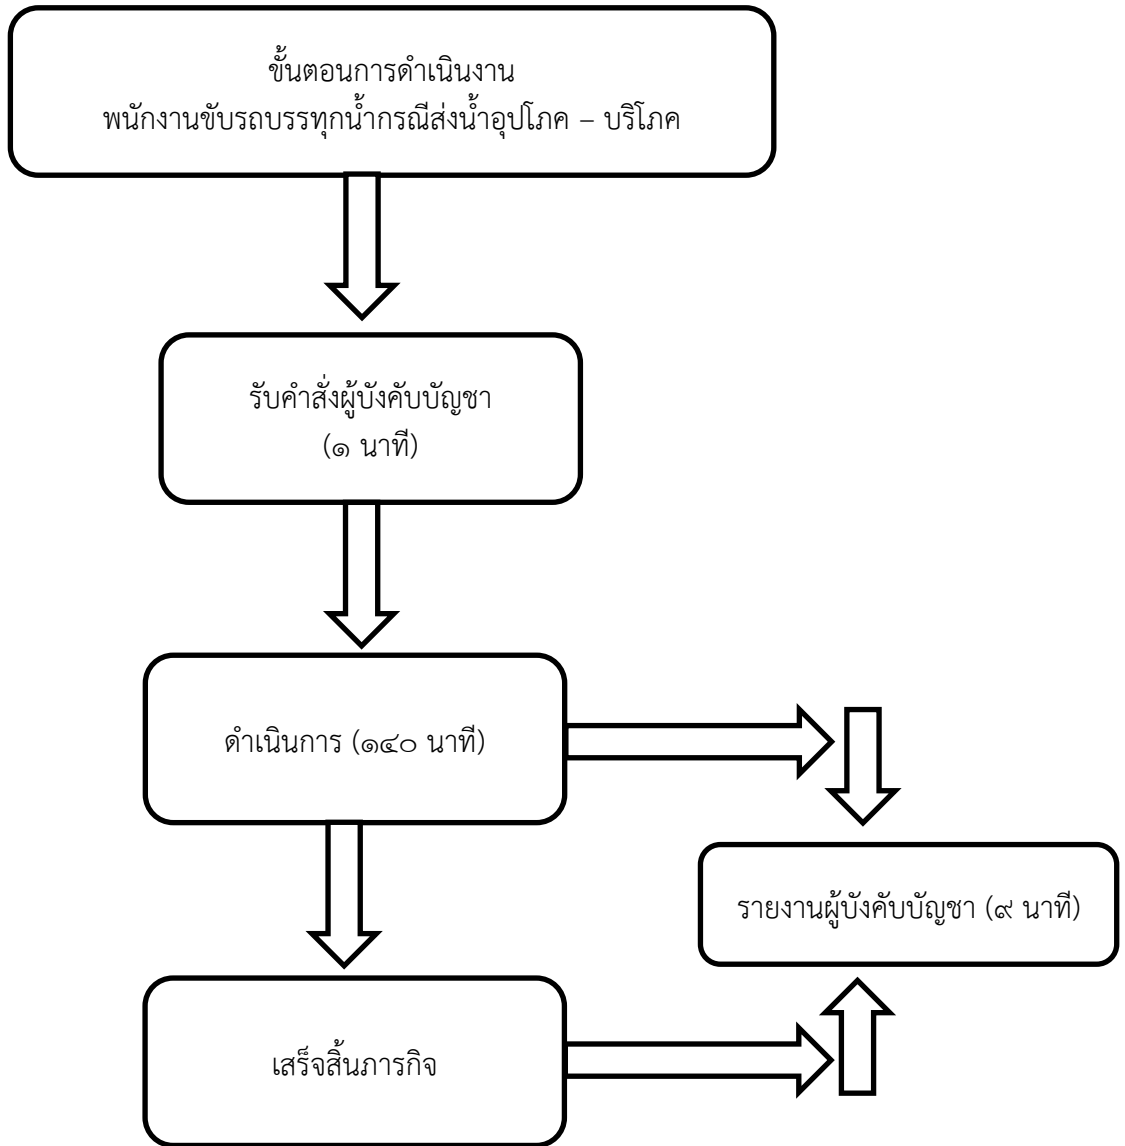 ขั้นตอนการดำเนินงาน
พนักงานขับรถบรรทุกน้ำกรณีส่งน้ำอุปโภค – บริโภค
รับคำสั่งผู้บังคับบัญชา
(๑ นาที)
ดำเนินการ (๑๔๐ นาที)
รายงานผู้บังคับบัญชา (๙ นาที)
เสร็จสิ้นภารกิจ